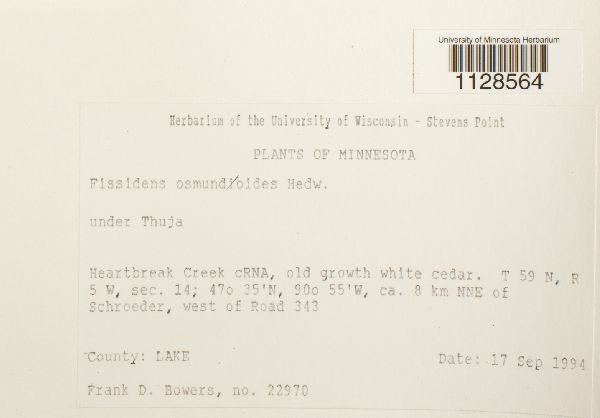 University of Minnesota Herbarium
1128564
Herbarium of the University of Wisconsin - Stevens Point
PLANTS OF MINNESOTA
Fissidens osmundioides Hedw.
under Thuja
Heartbreak Creek cRNA, old growth white cedar. T 59 N, R
5 W, sec. 14; 47o 35'N, 90o 55'W, ca. 8 km NNE of
Schroeder, west of Road 343
County: LAKE
Date: 17 Sep 1994
Frank D. Bowers, no. 22970